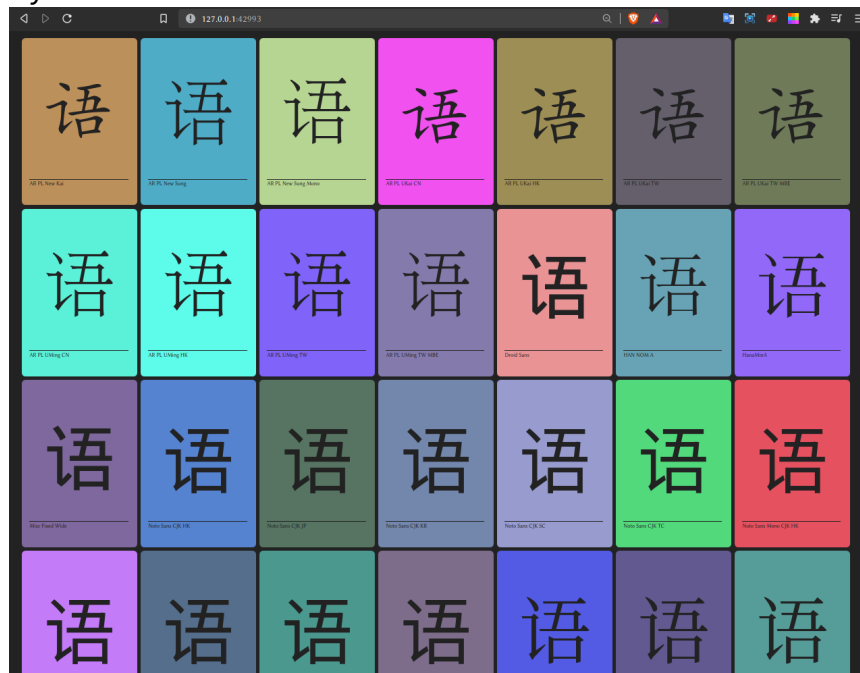 127.0.0.1:42993
语 语 语 语 语 语 语
AR PL New Kai AR PL New Sung AR PL New Sung Mono AR PL UKai CN AR PL UKai HK AR PL UKai TW AR PL UKai TW MBE
语 语 语 语 语 语 语
AR PL UMing CN AR PL UMing HK AR PL UMing TW AR PL UMing TW MBE Droid Sans HAN NOM A HanaMinA
语 语 语 语 语 语 语
Misc Fixed Wide Noto Sans CJK HK Noto Sans CJK JP Noto Sans CJK KR Noto Sans CJK SC Noto Sans CJK TC Noto Sans Mono CJK HK
语 语 语 语 语 语 语